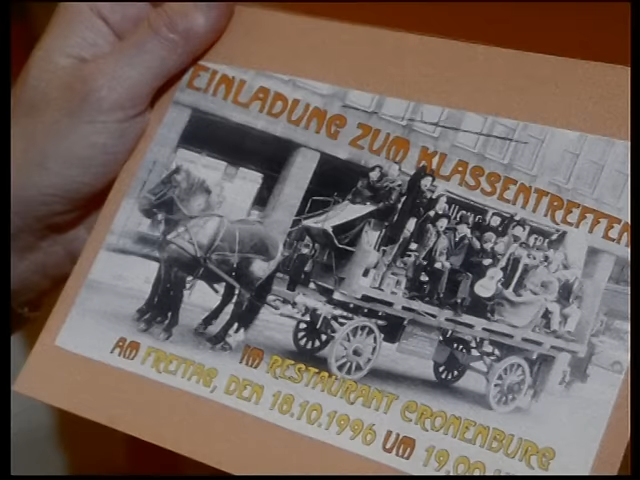 EINLADUNG ZUM KLASSENTREFFEN
IM RESTAURANT CRONENBURG
AM FREITAG, DEN 18.10.1996 UM 19.00